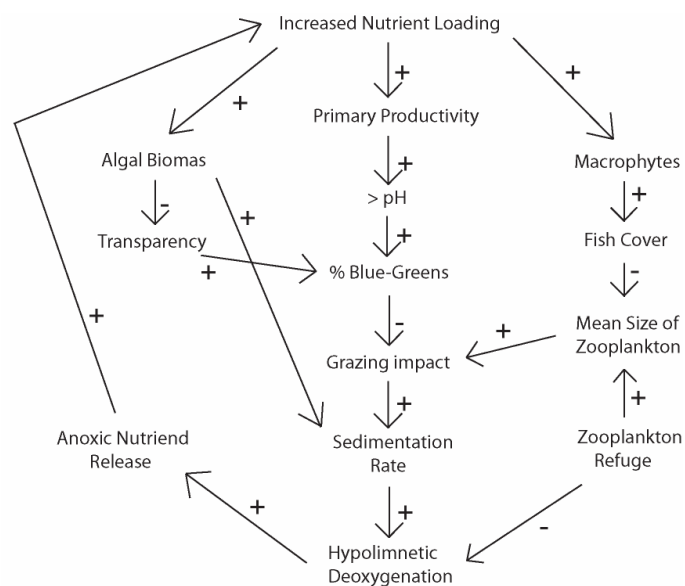 Increased Nutrient Loading
+
+
+
Primary Productivity
Algal Biomas
Macrophytes
+
-
+
+
> pH
Transparency
+
+
Fish Cover
% Blue-Greens
-
-
+
Mean Size of
Zooplankton
+
Grazing impact
+
+
Anoxic Nutriend
Release
Sedimentation
Rate
Zooplankton
Refuge
+
+
-
Hypolimnetic
Deoxygenation